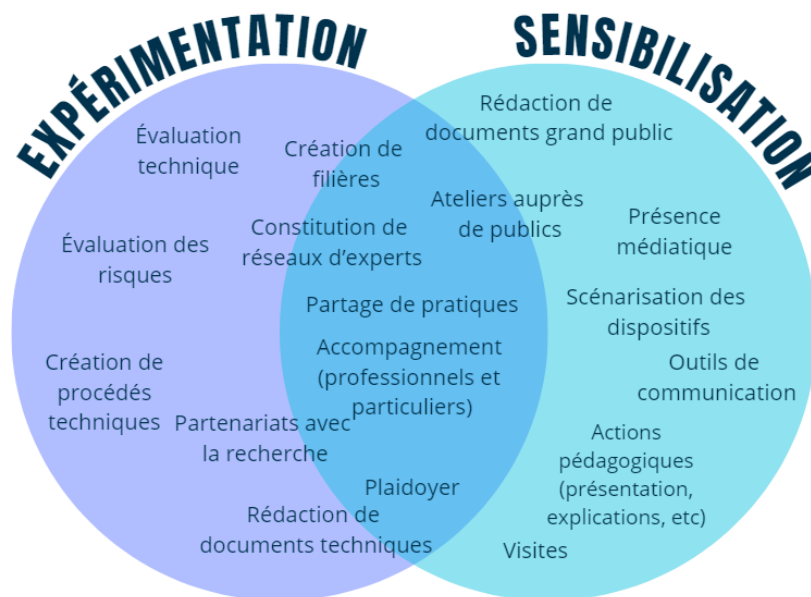 EXPÉRIMENTATION
SENSIBILISATION
Évaluation
technique
Création de
filières
Rédaction de
documents grand public
Ateliers auprès
de publics
Évaluation des
risques
Constitution de
réseaux d'experts
Présence
médiatique
Partage de pratiques
Scénarisation des
dispositifs
Création de
procédés
techniques
Accompagnement
(professionnels et
particuliers)
Outils de
communication
Partenariats avec
la recherche
Actions
pédagogiques
(présentation,
explications, etc)
Plaidoyer
Rédaction de
documents techniques
Visites